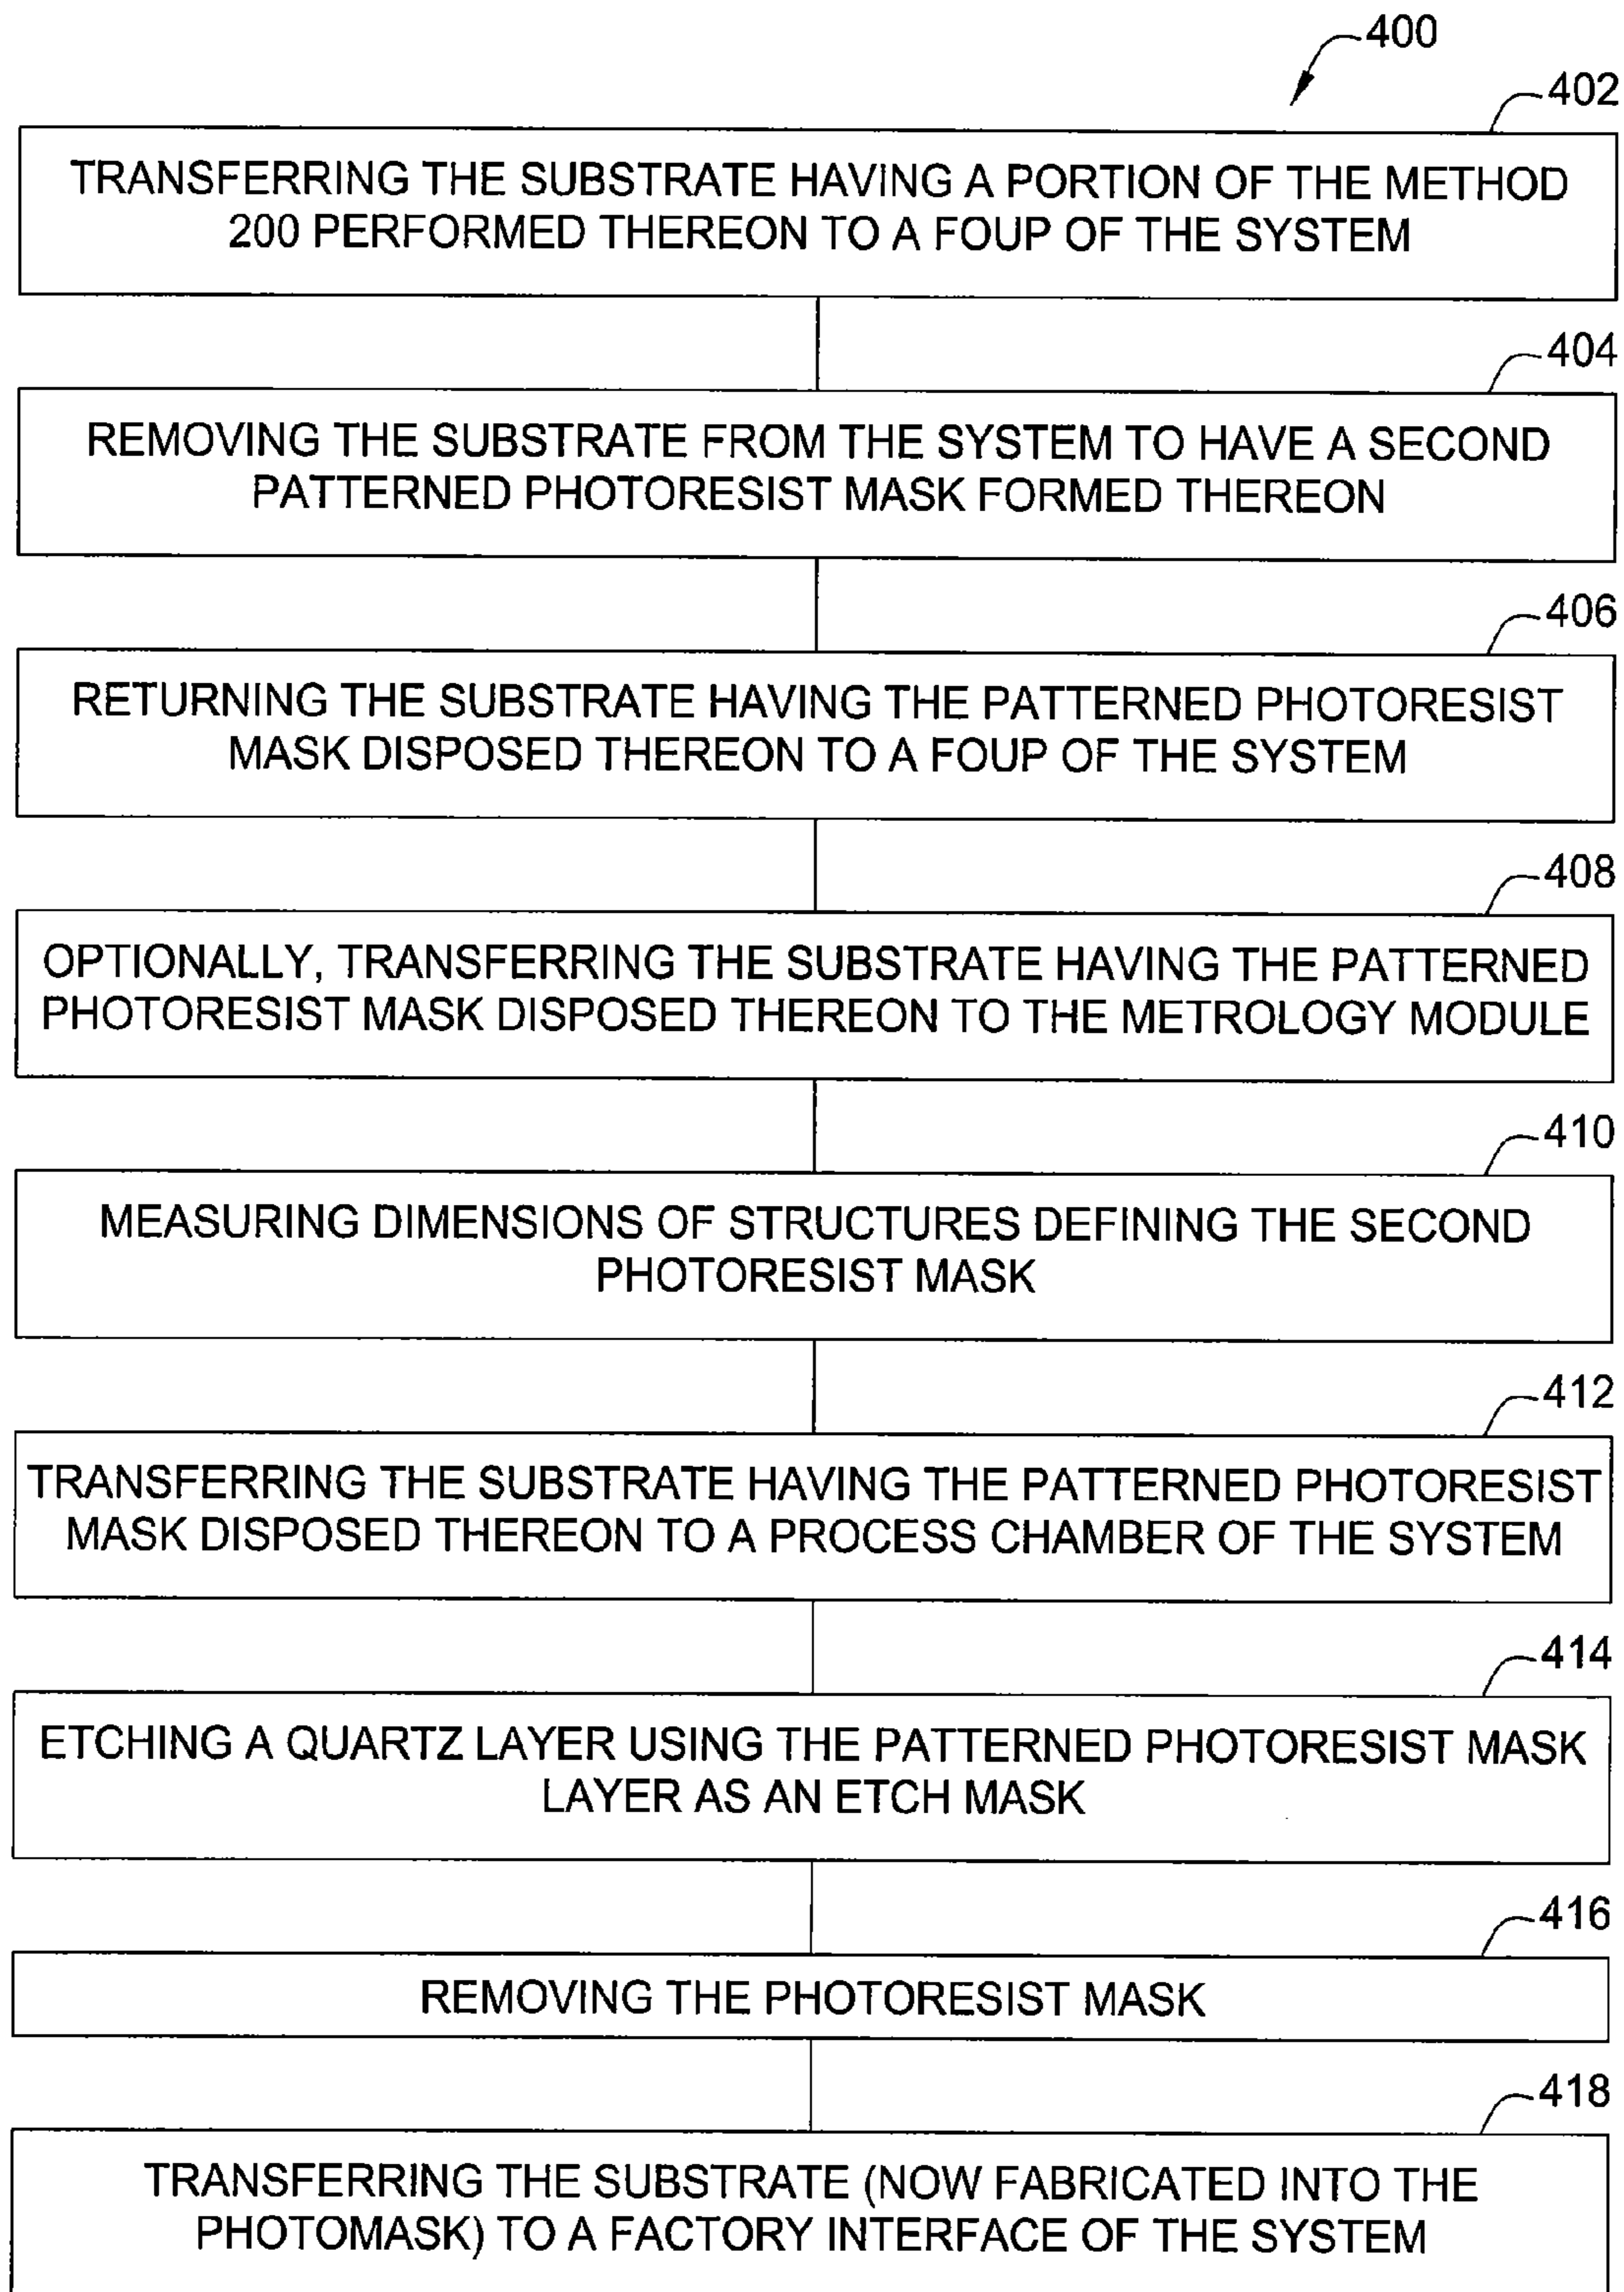 400
402
TRANSFERRING THE SUBSTRATE HAVING A PORTION OF THE METHOD
200 PERFORMED THEREON TO A FOUP OF THE SYSTEM
404
REMOVING THE SUBSTRATE FROM THE SYSTEM TO HAVE A SECOND
PATTERNED PHOTORESIST MASK FORMED THEREON
406
RETURNING THE SUBSTRATE HAVING THE PATTERNED PHOTORESIST
MASK DISPOSED THEREON TO A FOUP OF THE SYSTEM
408
OPTIONALLY, TRANSFERRING THE SUBSTRATE HAVING THE PATTERNED
PHOTORESIST MASK DISPOSED THEREON TO THE METROLOGY MODULE
410
MEASURING DIMENSIONS OF STRUCTURES DEFINING THE SECOND
PHOTORESIST MASK
412
TRANSFERRING THE SUBSTRATE HAVING THE PATTERNED PHOTORESIST
MASK DISPOSED THEREON TO A PROCESS CHAMBER OF THE SYSTEM
414
ETCHING A QUARTZ LAYER USING THE PATTERNED PHOTORESIST MASK
LAYER AS AN ETCH MASK
416
REMOVING THE PHOTORESIST MASK
418
TRANSFERRING THE SUBSTRATE (NOW FABRICATED INTO THE
PHOTOMASK) TO A FACTORY INTERFACE OF THE SYSTEM